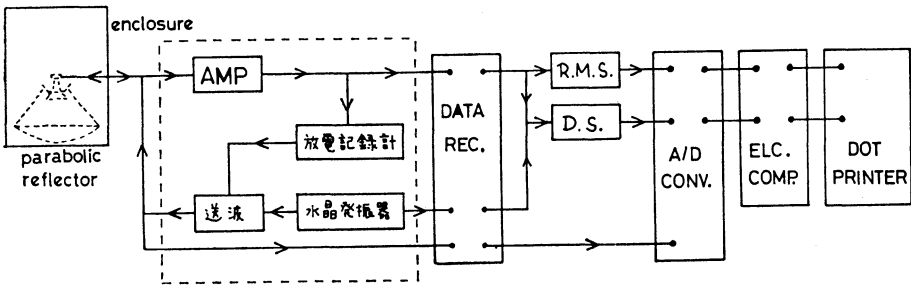 enclosure
parabolic
reflector
AMP
放電記録計
送波
水晶発振器
DATA
REC.
R.M.S.
D.S.
A/D
CONV.
ELC.
COMP.
DOT
PRINTER